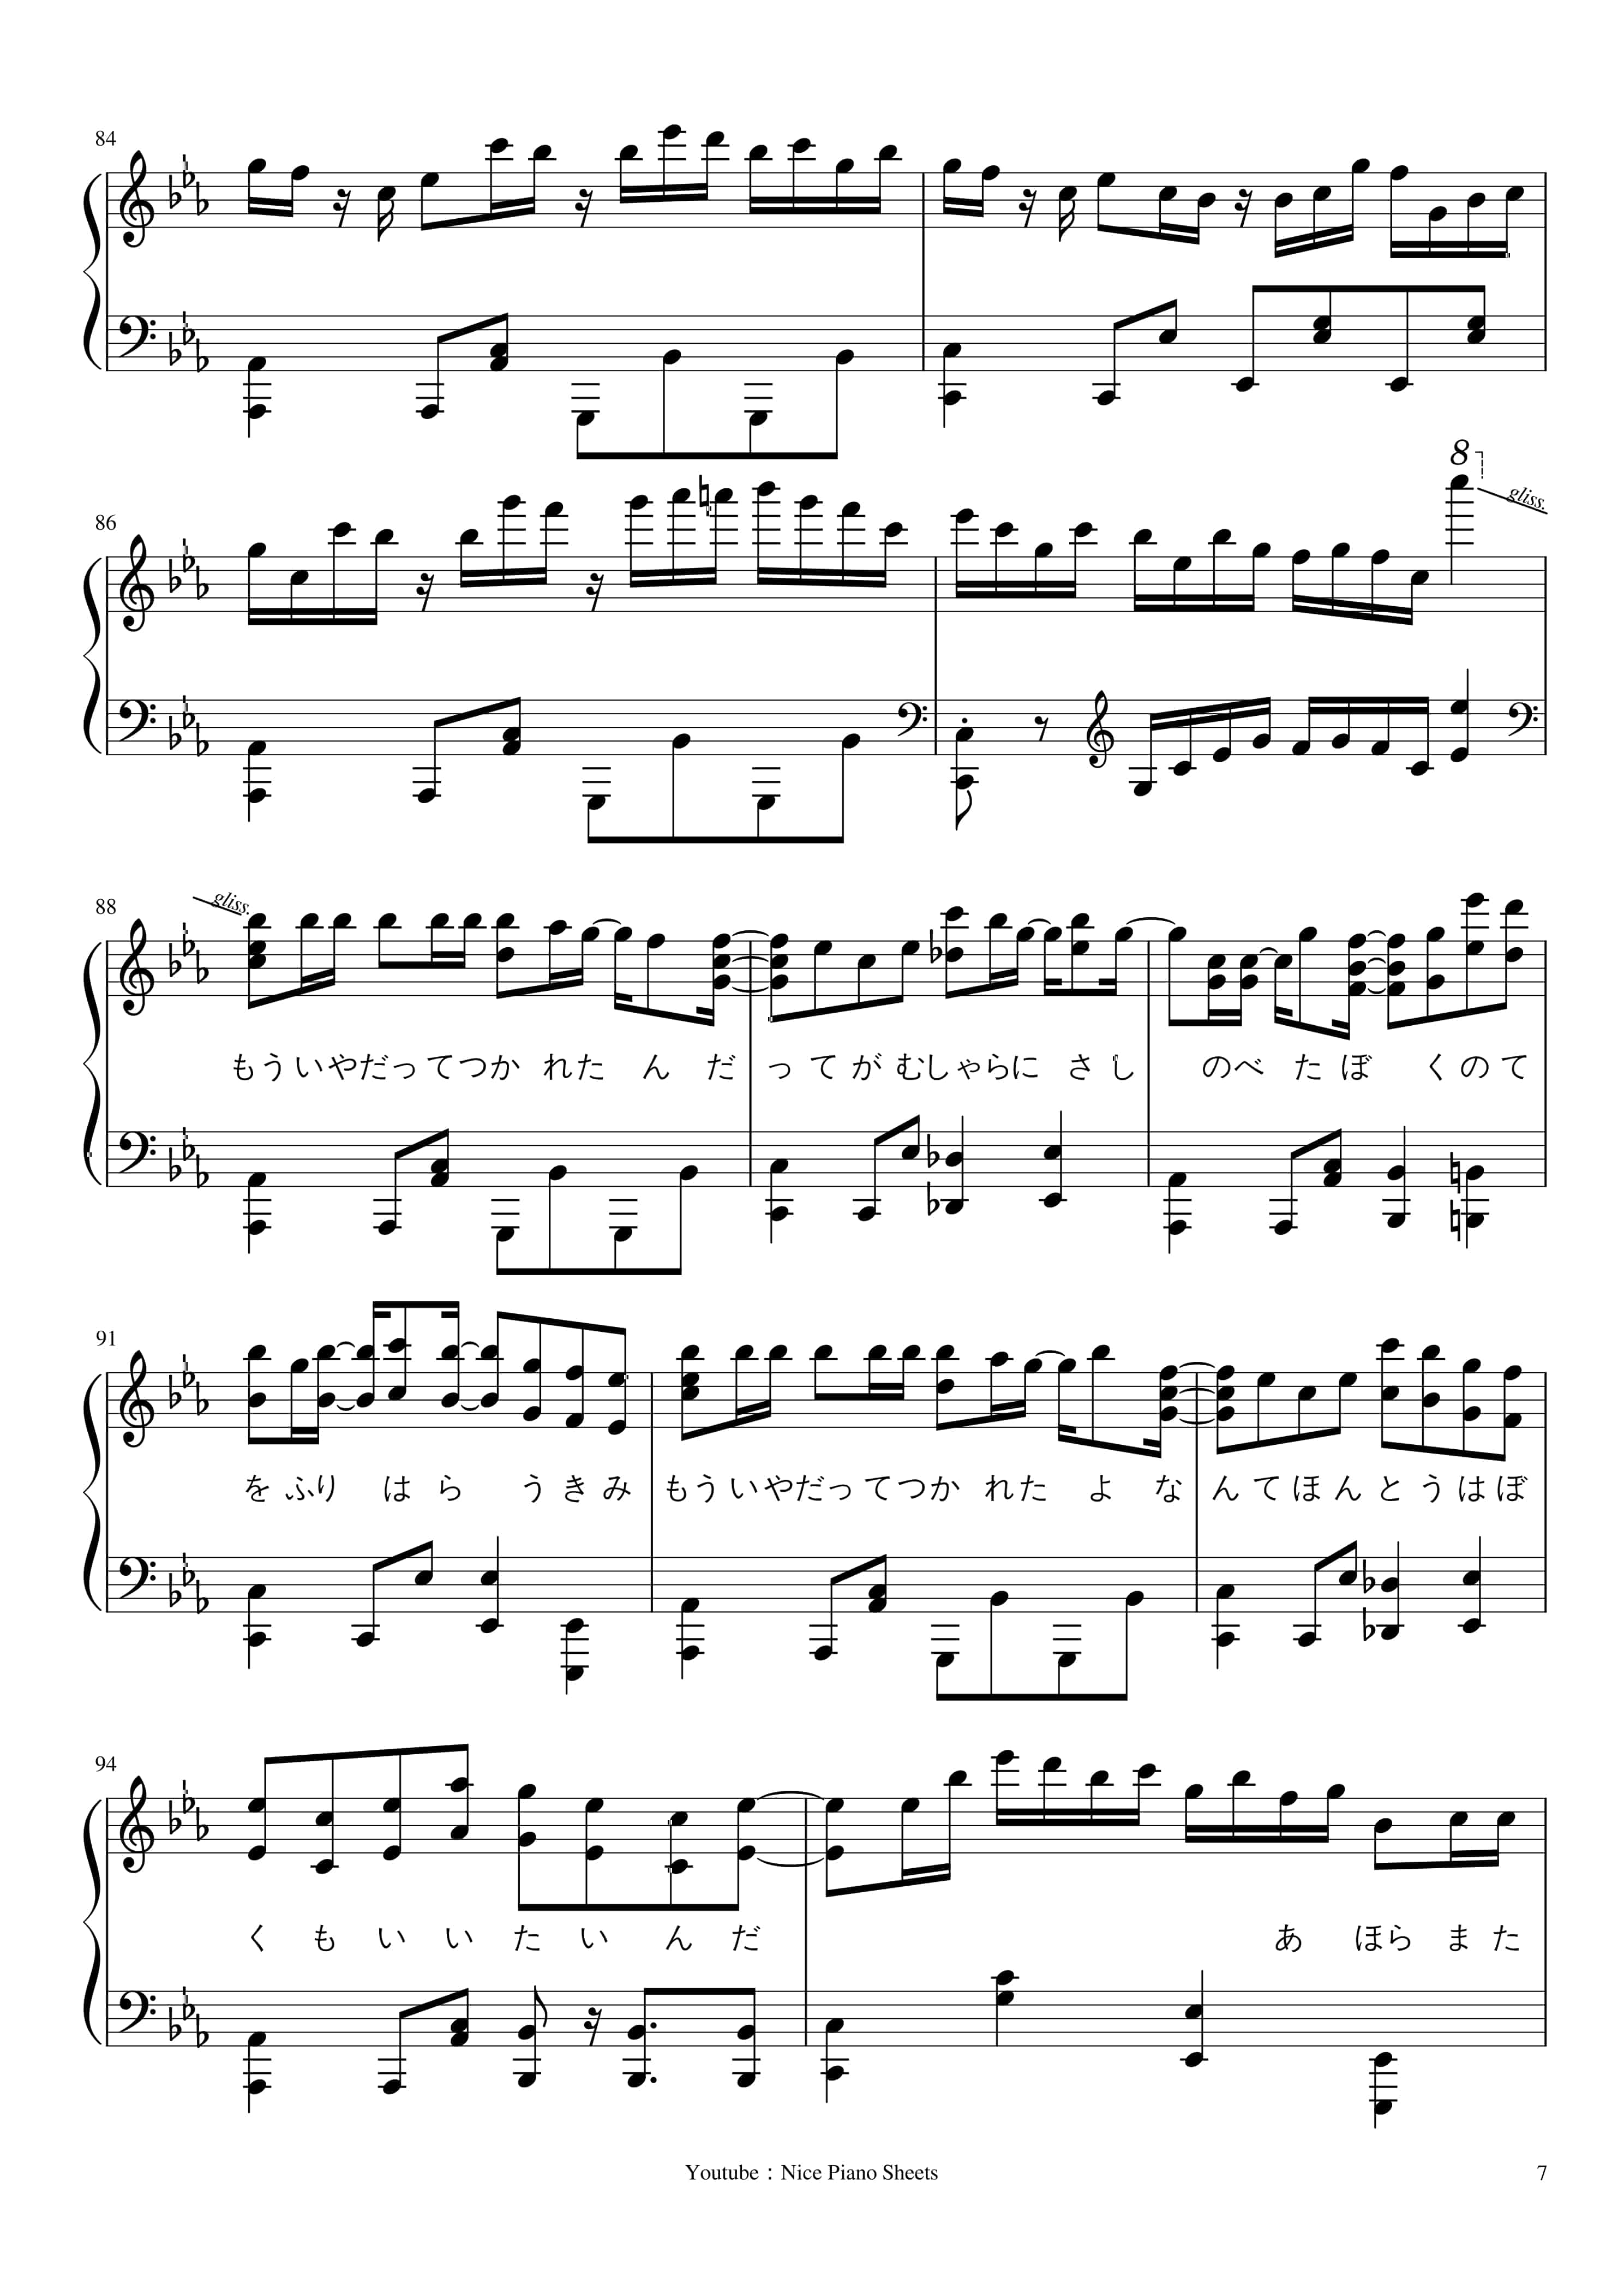 84
86
8
gliss.
88
gliss.
もういやだってつかれたんだってがむしゃらにさしのべたぼくのて
91
をふりはらうきみもういやだってつかれたよなんてほんとうはぼ
94
くもいいたいんだあほらまた
Youtube：Nice Piano Sheets
7